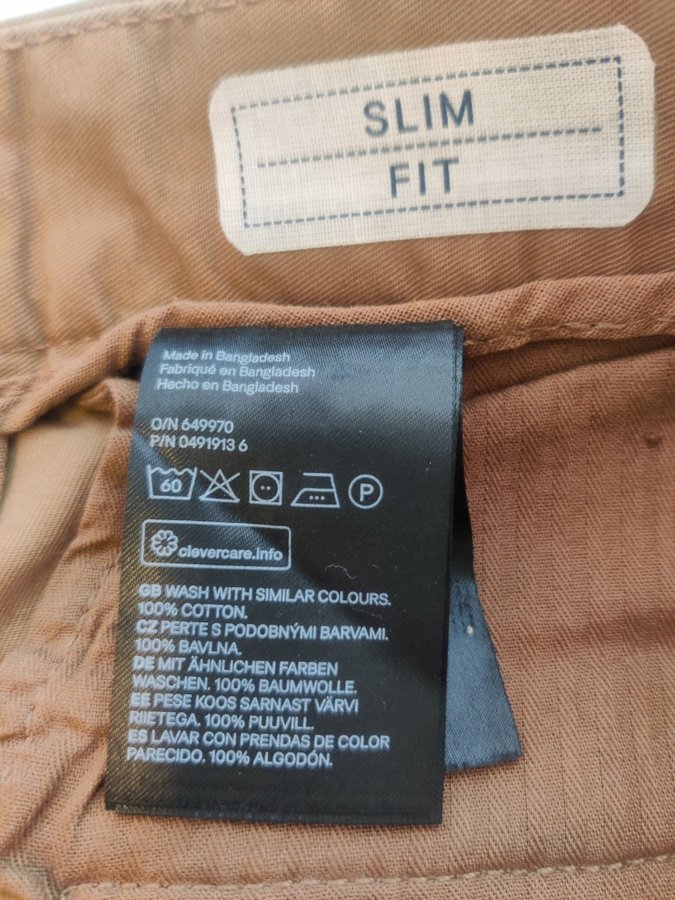 SLIM
FIT
Made in Bangladesh
Fabriqué en Bangladesh
Hecho en Bangladesh
O/N 649970
P/N 0491913 6
60
P
clevercare.info
GB WASH WITH SIMILAR COLOURS.
100% COTTON.
CZ PERTE S PODOBNÝMI BARVAMI.
100% BAVLNA.
DE MIT ÄHNLICHEN FARBEN
WASCHEN. 100% BAUMWOLLE.
EE PESE KOOS SARNAST VÄRVI
RIIETEGA. 100% PUUVILL.
ES LAVAR CON PRENDAS DE COLOR
PARECIDO. 100% ALGODÓN.